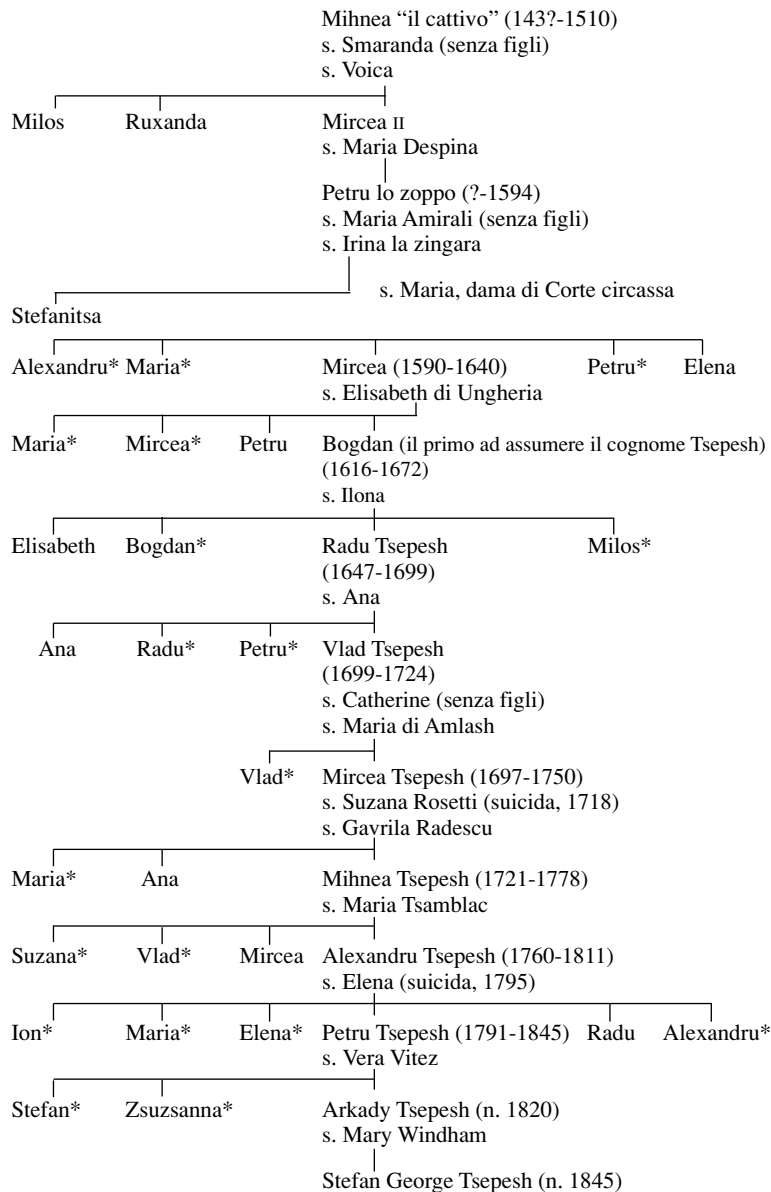 Mihnea “il cattivo” (143?-1510)
s. Smaranda (senza figli)
s. Voica
Milos Ruxanda Mircea II
s. Maria Despina
Petru lo zoppo (?-1594)
s. Maria Amirali (senza figli)
s. Irina la zingara
s. Maria, dama di Corte circassa
Stefanitsa
Alexandru* Maria* Mircea (1590-1640) Petru* Elena
s. Elisabeth di Ungheria
Maria* Mircea* Petru Bogdan (il primo ad assumere il cognome Tsepesh)
(1616-1672)
s. Ilona
Elisabeth Bogdan* Radu Tsepesh Milos*
(1647-1699)
s. Ana
Ana Radu* Petru* Vlad Tsepesh
(1699-1724)
s. Catherine (senza figli)
s. Maria di Amlash
Vlad* Mircea Tsepesh (1697-1750)
s. Suzana Rosetti (suicida, 1718)
s. Gavrila Radescu
Maria* Ana Mihnea Tsepesh (1721-1778)
s. Maria Tsamblac
Suzana* Vlad* Mircea Alexandru Tsepesh (1760-1811)
s. Elena (suicida, 1795)
Ion* Maria* Elena* Petru Tsepesh (1791-1845) Radu Alexandru*
s. Vera Vitez
Stefan* Zsuzsanna* Arkady Tsepesh (n. 1820)
s. Mary Windham
Stefan George Tsepesh (n. 1845)